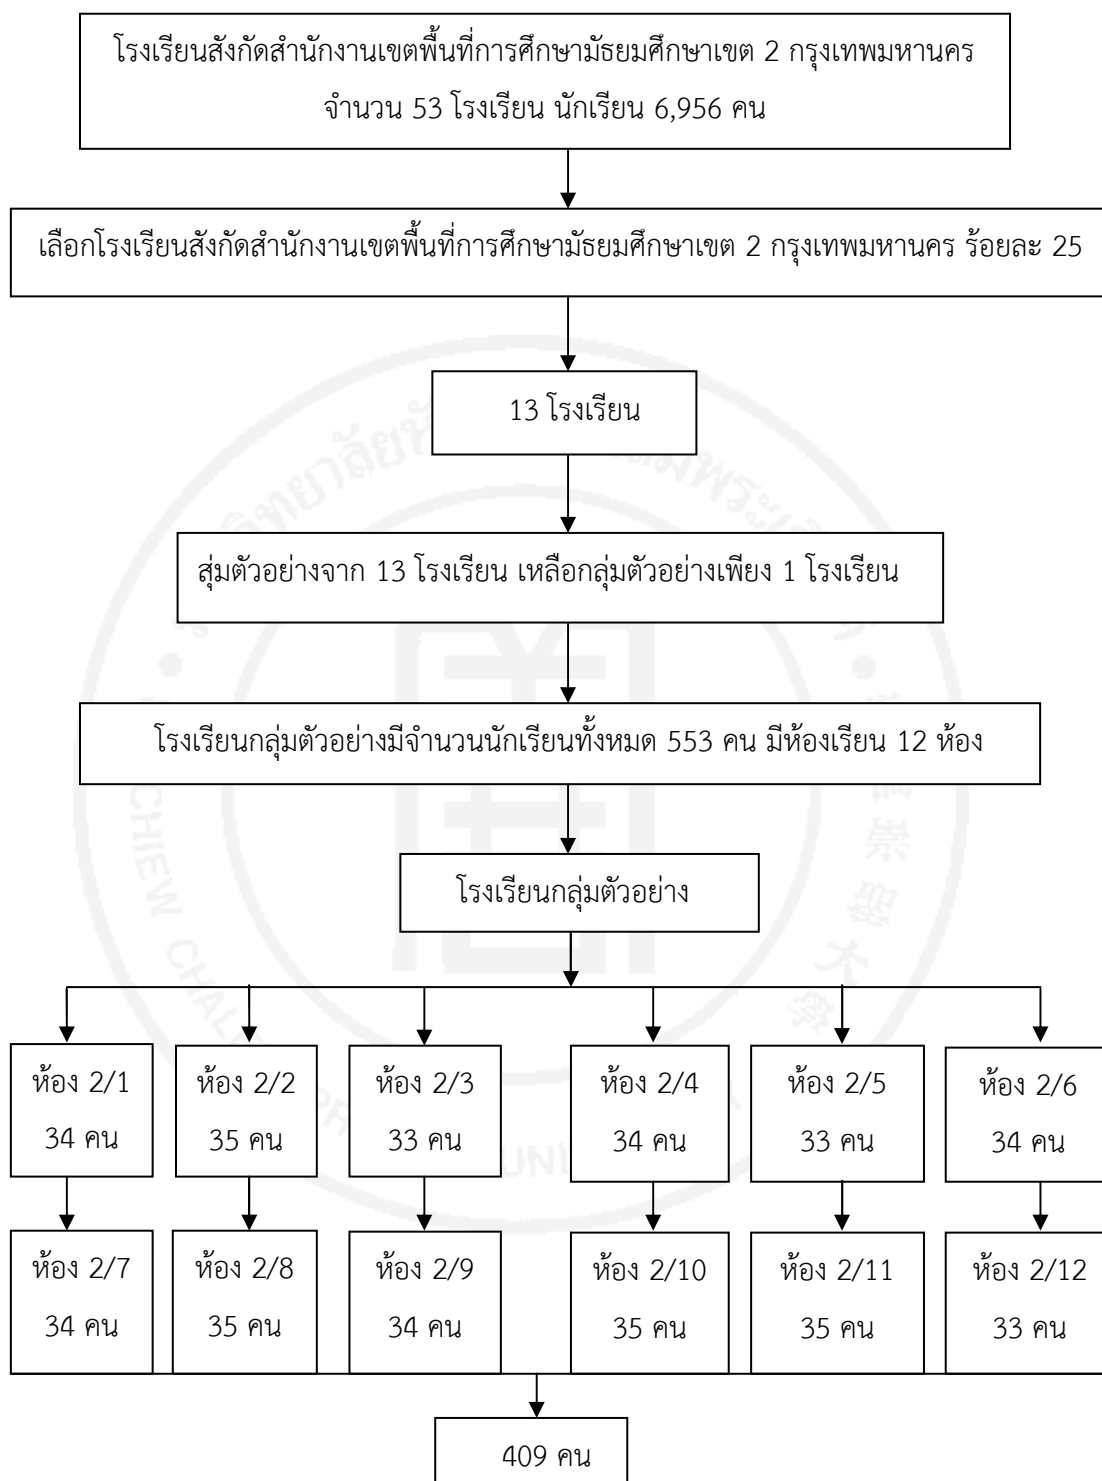 โรงเรียนสังกัดสำนักงานเขตพื้นที่การศึกษามัธยมศึกษาเขต 2 กรุงเทพมหานคร
จำนวน 53 โรงเรียน นักเรียน 6,956 คน
เลือกโรงเรียนสังกัดสำนักงานเขตพื้นที่การศึกษามัธยมศึกษาเขต 2 กรุงเทพมหานคร ร้อยละ 25
13 โรงเรียน
สุ่มตัวอย่างจาก 13 โรงเรียน เหลือกลุ่มตัวอย่างเพียง 1 โรงเรียน
โรงเรียนกลุ่มตัวอย่างมีจำนวนนักเรียนทั้งหมด 553 คน มีห้องเรียน 12 ห้อง
โรงเรียนกลุ่มตัวอย่าง
ห้อง 2/1
34 คน
ห้อง 2/2
35 คน
ห้อง 2/3
33 คน
ห้อง 2/4
34 คน
ห้อง 2/5
33 คน
ห้อง 2/6
34 คน
ห้อง 2/7
34 คน
ห้อง 2/8
35 คน
ห้อง 2/9
34 คน
ห้อง 2/10
35 คน
ห้อง 2/11
35 คน
ห้อง 2/12
33 คน
409 คน
CHIEW